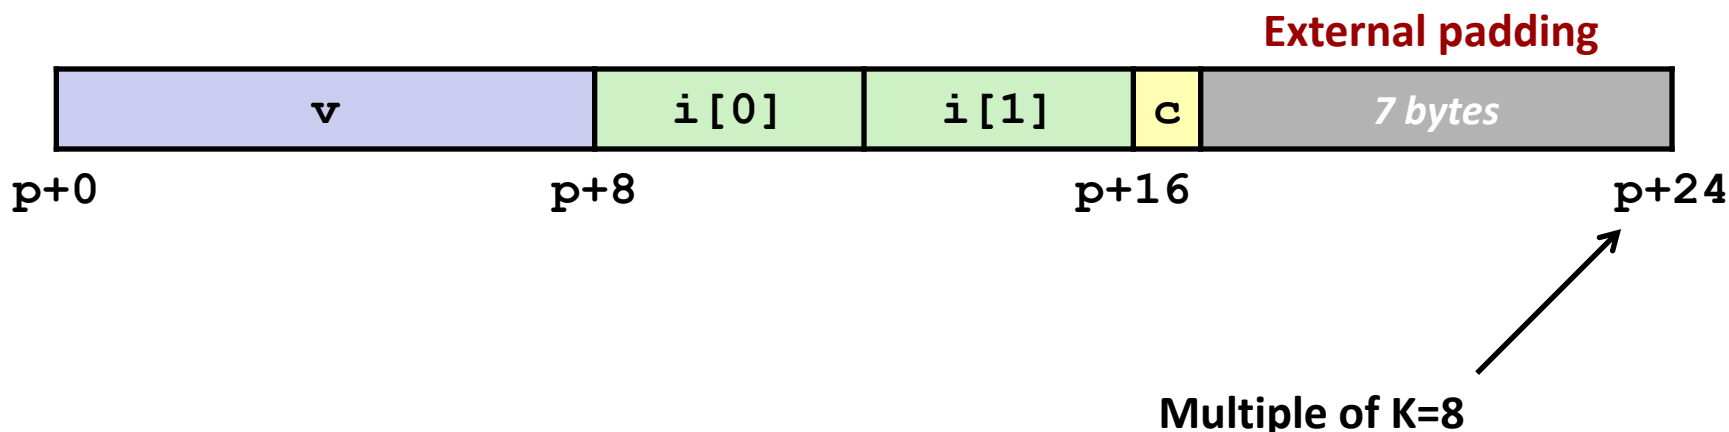 External padding
v i[0] i[1] c 7 bytes
p+0 p+8 p+16 p+24
Multiple of K=8